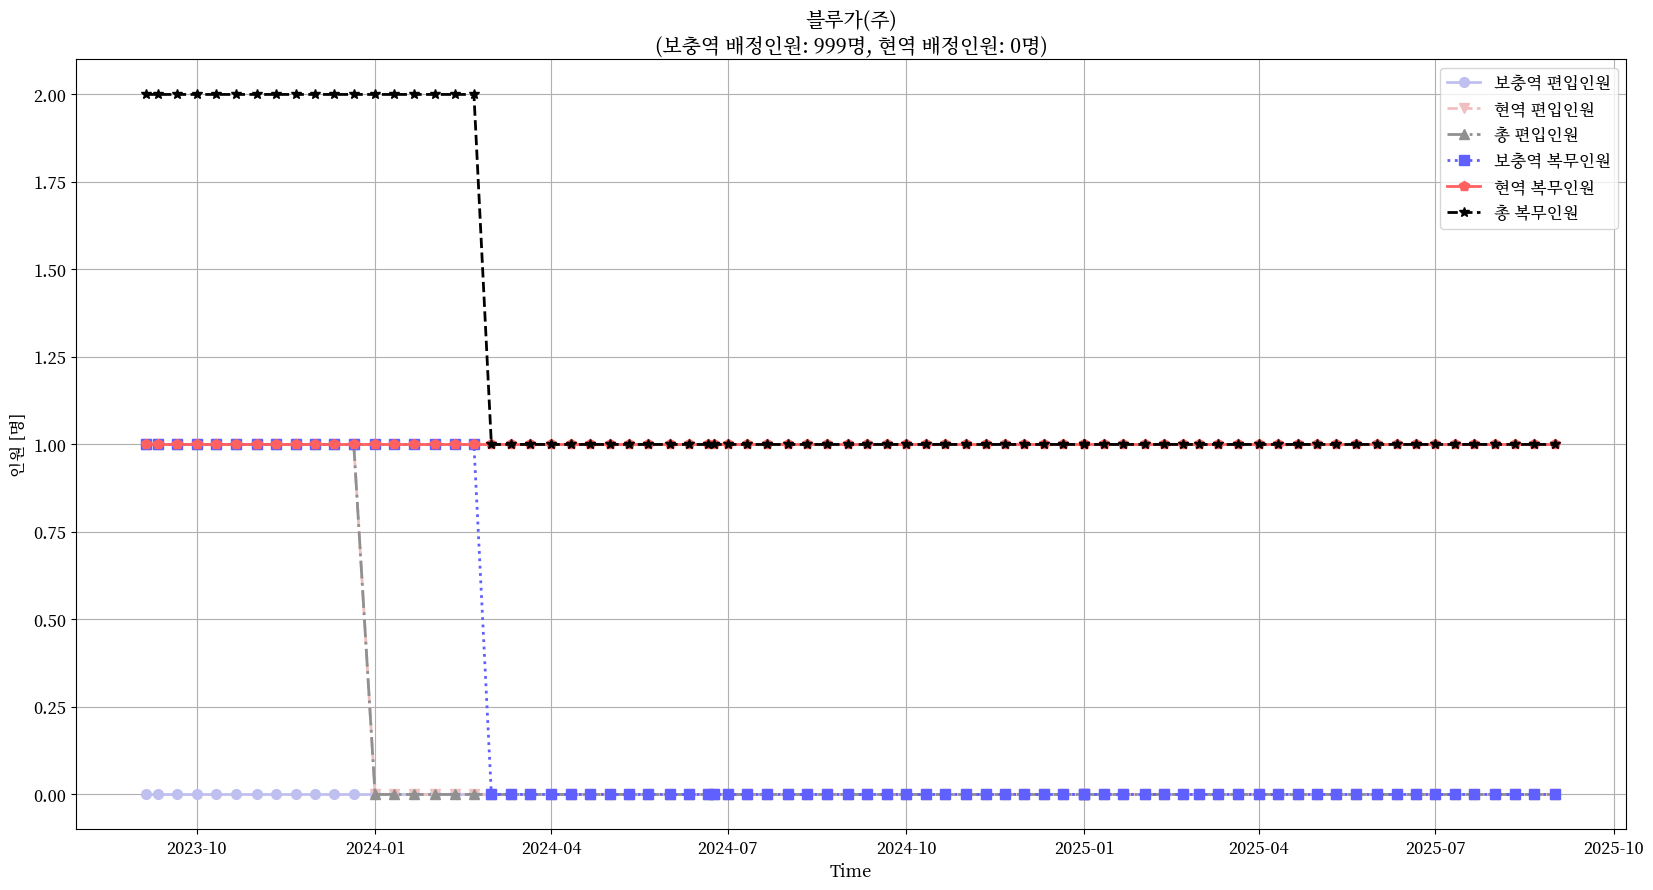 블루가(주)
(보충역 배정인원: 999명, 현역 배정인원: 0명)
보충역 편입인원
현역 편입인원
총 편입인원
보충역 복무인원
현역 복무인원
총 복무인원
2.00
1.75
1.50
1.25
1.00
0.75
0.50
0.25
0.00
인원 [명]
2023-10
2024-01
2024-04
2024-07
2024-10
2025-01
2025-04
2025-07
2025-10
Time